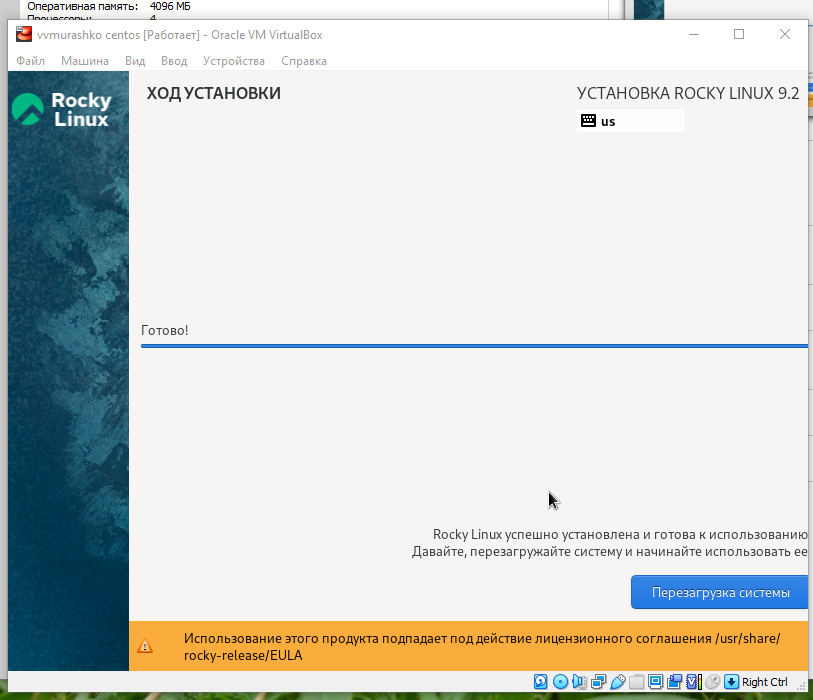 Оперативная память: 4096 МБ
Процессоры: 4
vvmurashko centos [Работает] - Oracle VM VirtualBox
Файл Машина Вид Ввод Устройства Справка
Rocky
Linux
ХОД УСТАНОВКИ
УСТАНОВКА ROCKY LINUX 9.2
us
Готово!
Rocky Linux успешно установлена и готова к использованию
Давайте, перезагружайте систему и начинайте использовать ее
Перезагрузка системы
Использование этого продукта подпадает под действие лицензионного соглашения /usr/share/
rocky-release/EULA
Right Ctrl